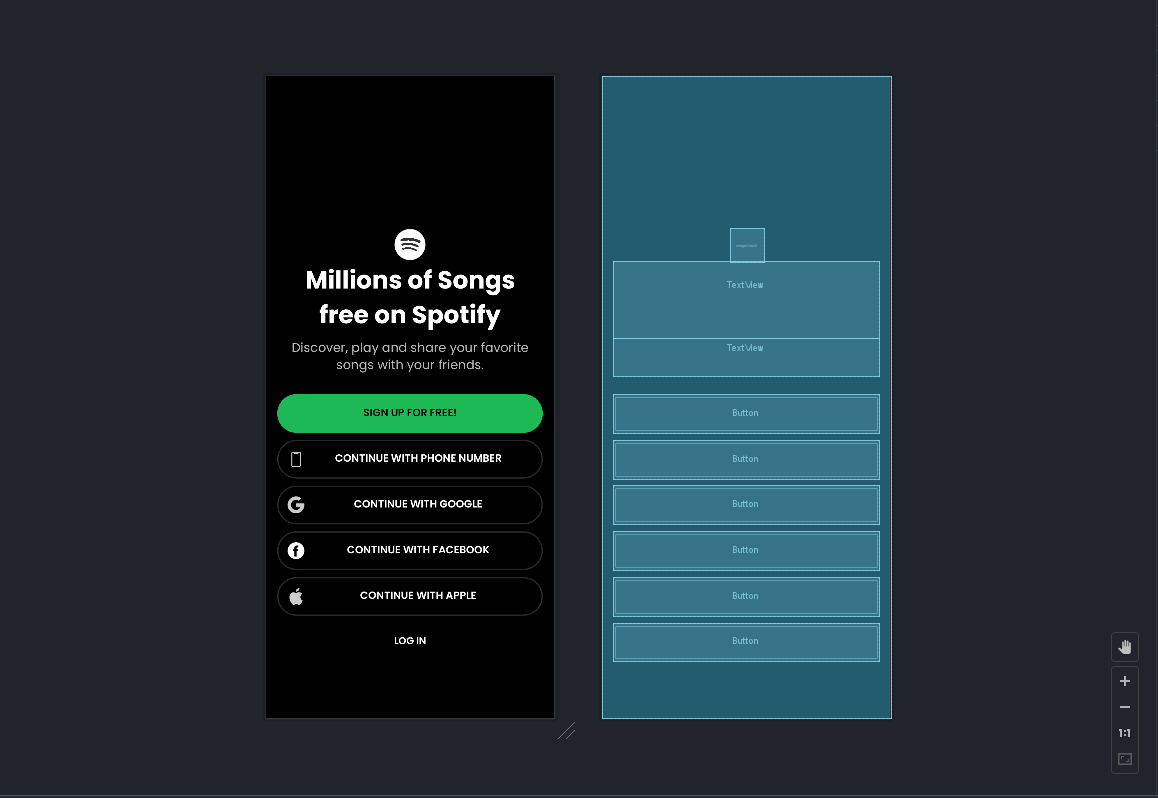 Millions of Songs
free on Spotify
Discover, play and share your favorite
songs with your friends.
SIGN UP FOR FREE!
CONTINUE WITH PHONE NUMBER
CONTINUE WITH GOOGLE
CONTINUE WITH FACEBOOK
CONTINUE WITH APPLE
LOG IN
TextView
TextView
Button
Button
Button
Button
Button
Button
1:1